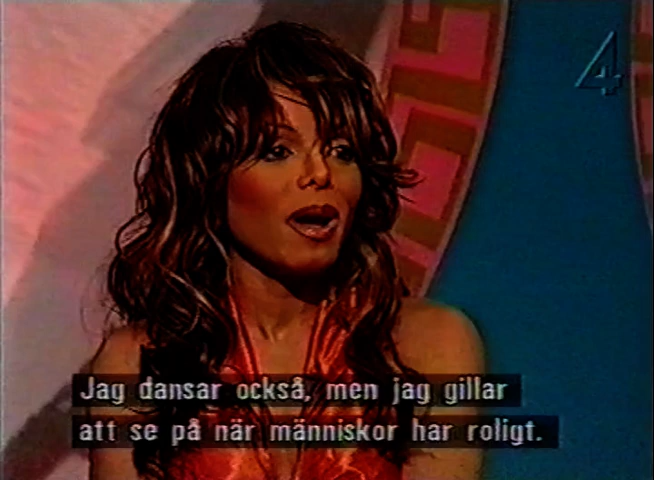 4
Jag dansar också, men jag gillar
att se på när människor har roligt.